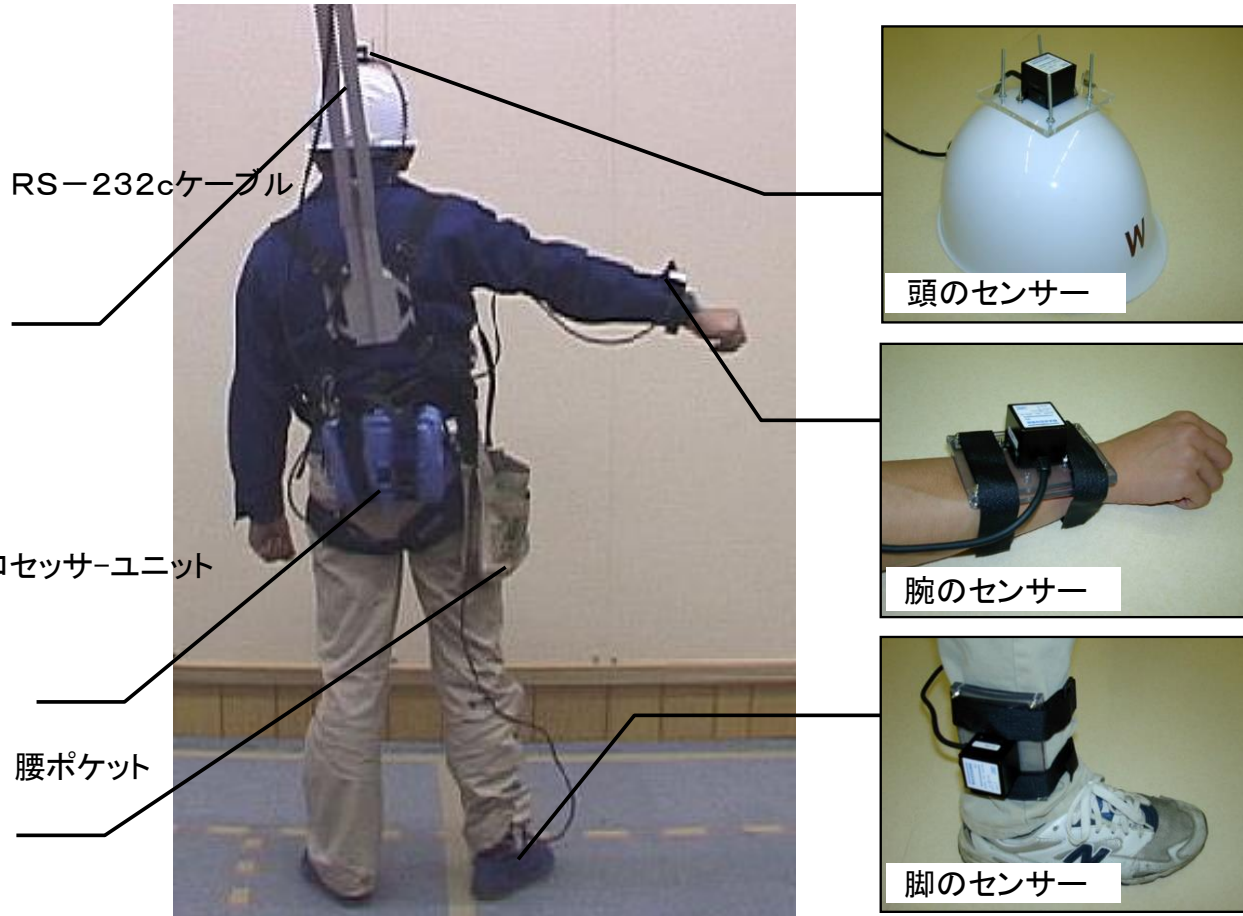 RS－232cケーブル
頭のセンサー
W
腕のセンサー
ロセッサーユニット
腰ポケット
N
脚のセンサー